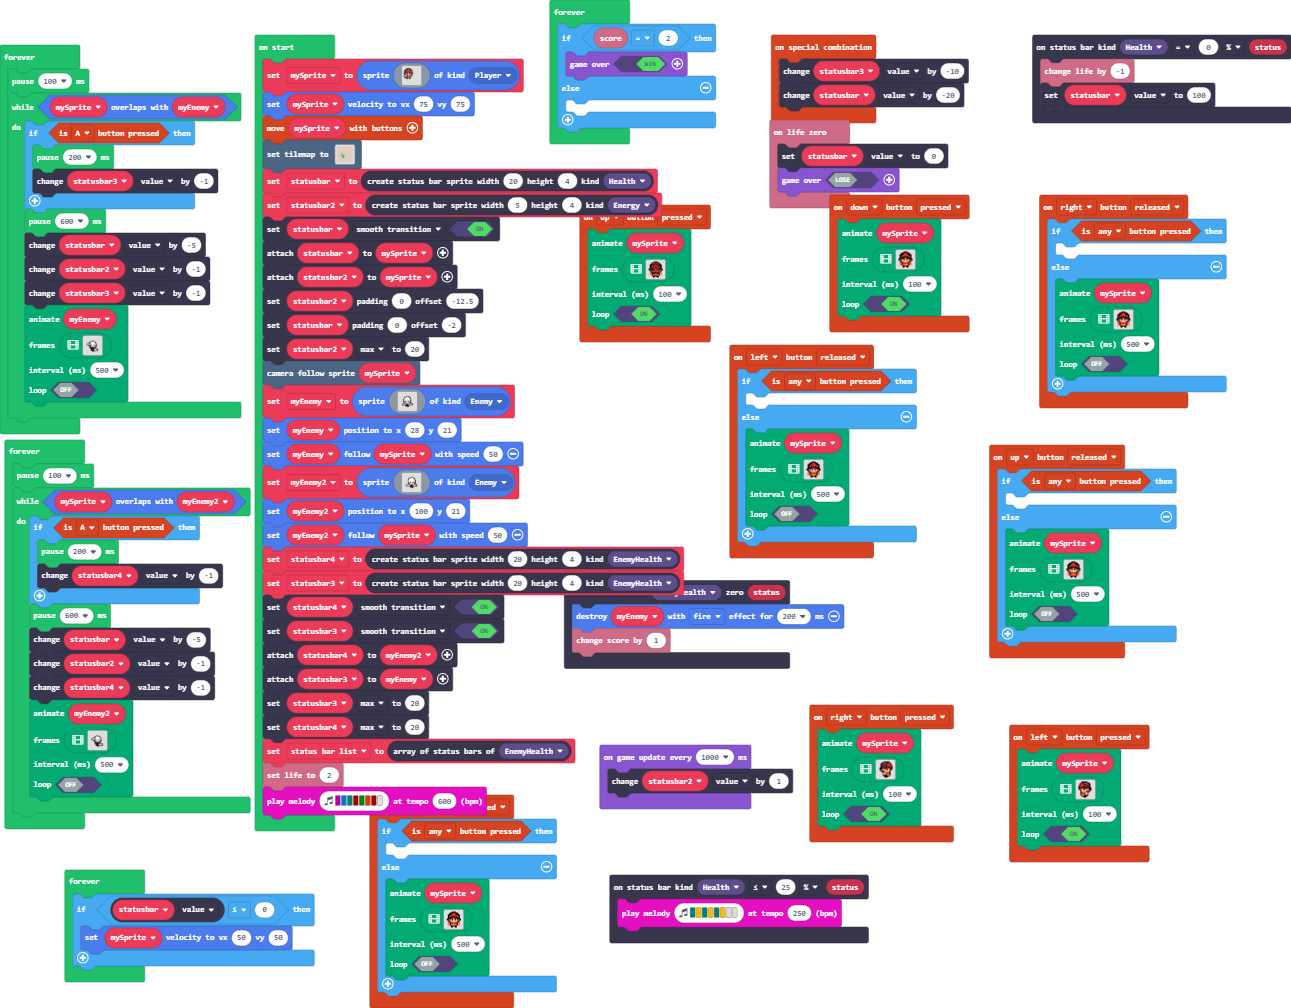 forever
pause 100 ms
while mySprite overlaps with myEnemy
do if is A button pressed then
pause 200 ms
change statusbar3 value by -1
pause 600 ms
change statusbar value by -5
change statusbar2 value by -1
change statusbar3 value by -1
animate myEnemy
frames
interval (ms) 500
loop OFF
forever
pause 100 ms
while mySprite overlaps with myEnemy2
do if is A button pressed then
pause 200 ms
change statusbar4 value by -1
pause 600 ms
change statusbar value by -5
change statusbar2 value by -1
change statusbar4 value by -1
animate myEnemy2
frames
interval (ms) 500
loop OFF
forever
if statusbar value ≤ 0 then
set mySprite velocity to vx 50 vy 50
on start
set mySprite to sprite of kind Player
set mySprite velocity to vx 75 vy 75
move mySprite with buttons
set tilemap to
set statusbar to create status bar sprite width 20 height 4 kind Health
set statusbar2 to create status bar sprite width 5 height 4 kind Energy
set statusbar smooth transition ON
attach statusbar to mySprite
attach statusbar2 to mySprite
set statusbar2 padding 0 offset -12.5
set statusbar padding 0 offset -2
set statusbar2 max to 20
camera follow sprite mySprite
set myEnemy to sprite of kind Enemy
set myEnemy position to x 28 y 21
set myEnemy follow mySprite with speed 50
set myEnemy2 to sprite of kind Enemy
set myEnemy2 position to x 100 y 21
set myEnemy2 follow mySprite with speed 50
set statusbar4 to create status bar sprite width 20 height 4 kind EnemyHealth
set statusbar3 to create status bar sprite width 20 height 4 kind EnemyHealth
set statusbar4 smooth transition ON
set statusbar3 smooth transition ON
attach statusbar4 to myEnemy2
attach statusbar3 to myEnemy
set statusbar3 max to 20
set statusbar4 max to 20
set status bar list to array of status bars of EnemyHealth
set life to 2
play melody at tempo 600 (bpm)
if is any button pressed then
else
animate mySprite
frames
interval (ms) 500
loop OFF
forever
if score = 2 then
game over WIN
else
on up button pressed
animate mySprite
frames
interval (ms) 100
loop ON
zero status
destroy myEnemy with fire effect for 200 ms
change score by 1
on game update every 1000 ms
change statusbar2 value by 1
on status bar kind Health ≤ 25 % status
play melody at tempo 250 (bpm)
on special combination
change statusbar3 value by -10
change statusbar value by -20
on life zero
set statusbar value to 0
game over LOSE
on down button pressed
animate mySprite
frames
interval (ms) 100
loop ON
on left button released
if is any button pressed then
else
animate mySprite
frames
interval (ms) 500
loop OFF
on right button pressed
animate mySprite
frames
interval (ms) 100
loop ON
on status bar kind Health = 0 % status
change life by -1
set statusbar value to 100
on right button released
if is any button pressed then
else
animate mySprite
frames
interval (ms) 500
loop OFF
on up button released
if is any button pressed then
else
animate mySprite
frames
interval (ms) 500
loop OFF
on left button pressed
animate mySprite
frames
interval (ms) 100
loop ON